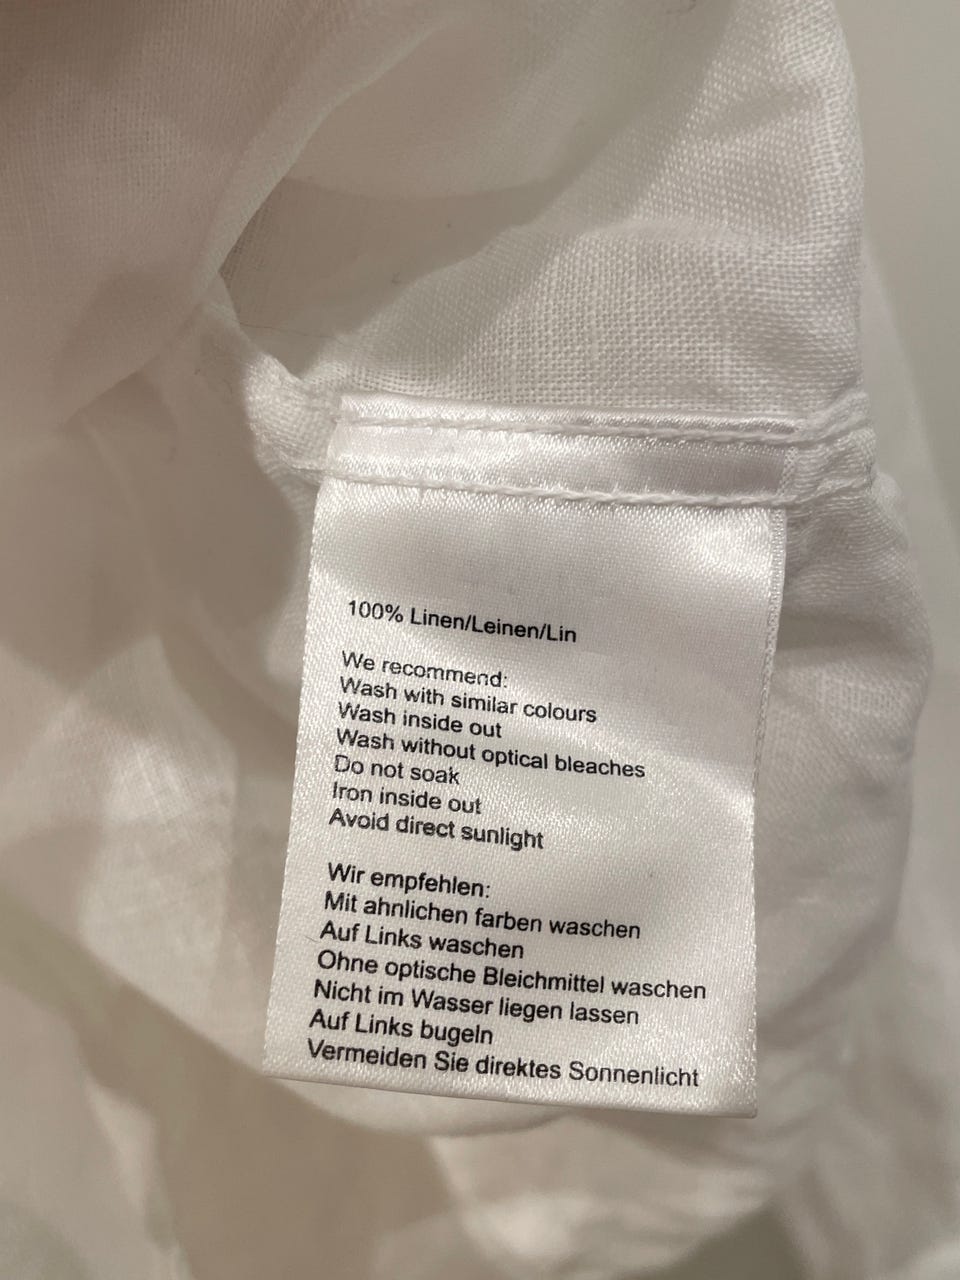 100% Linen/Leinen/Lin
We recommend:
Wash with similar colours
Wash inside out
Wash without optical bleaches
Do not soak
Iron inside out
Avoid direct sunlight
Wir empfehlen:
Mit ahnlichen farben waschen
Auf Links waschen
Ohne optische Bleichmittel waschen
Nicht im Wasser liegen lassen
Auf Links bugeln
Vermeiden Sie direktes Sonnenlicht